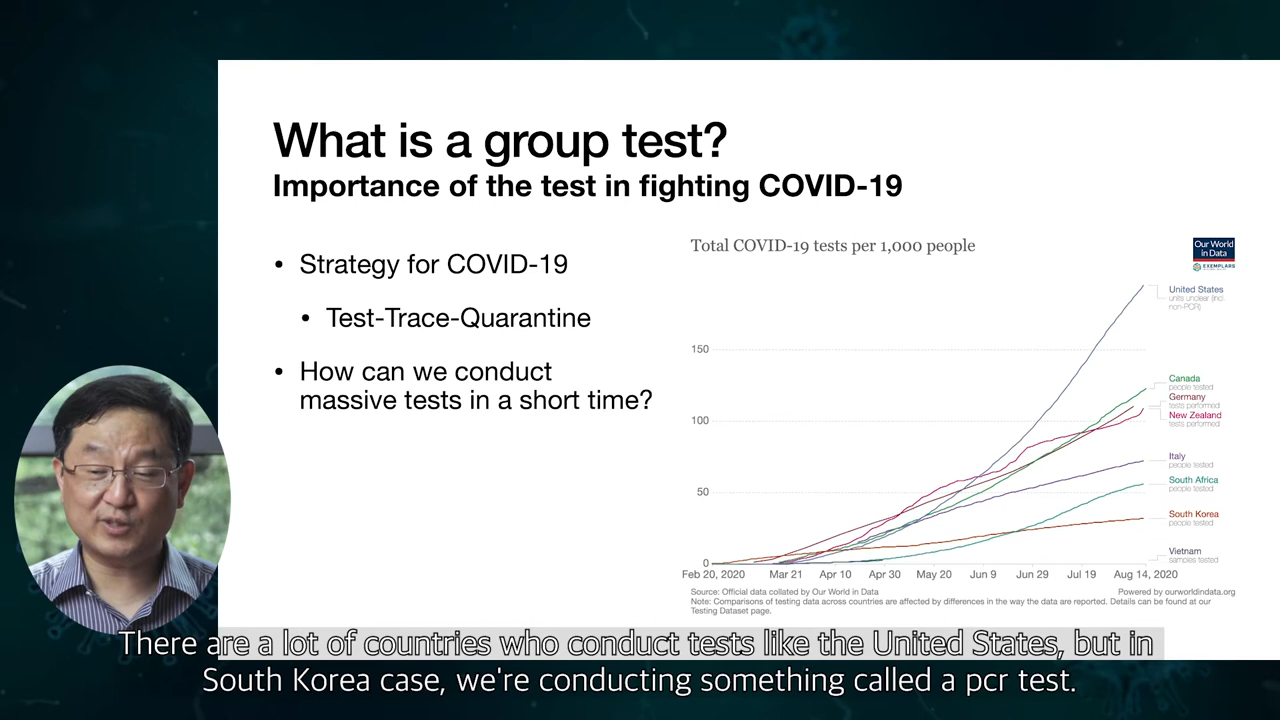 What is a group test?
Importance of the test in fighting COVID-19
• Strategy for COVID-19
• Test-Trace-Quarantine
• How can we conduct
massive tests in a short time?
Total COVID-19 tests per 1,000 people
Our World
in Data
EXEMPLARS
United States
units unclear (incl.
non-PCR)
150
Canada
people tested
Germany
tests performed
New Zealand
tests performed
100
Italy
people tested
South Africa
people tested
50
South Korea
people tested
Vietnam
samples tested
0
Feb 20, 2020 Mar 21 Apr 10 Apr 30 May 20 Jun 9 Jun 29 Jul 19 Aug 14, 2020
Source: Official data collated by Our World in Data Powered by ourworldindata.org
Note: Comparisons of testing data across countries are affected by differences in the way the data are reported. Details can be found at our
Testing Dataset page.
There are a lot of countries who conduct tests like the United States, but in
South Korea case, we're conducting something called a pcr test.